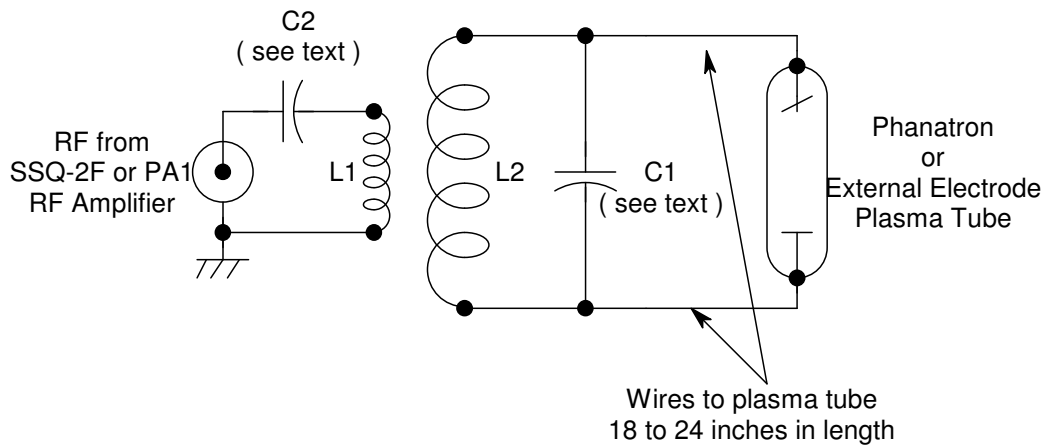 C2
( see text )
RF from
SSQ-2F or PA1
RF Amplifier
L1
L2
C1
( see text )
Phanatron
or
External Electrode
Plasma Tube
Wires to plasma tube
18 to 24 inches in length